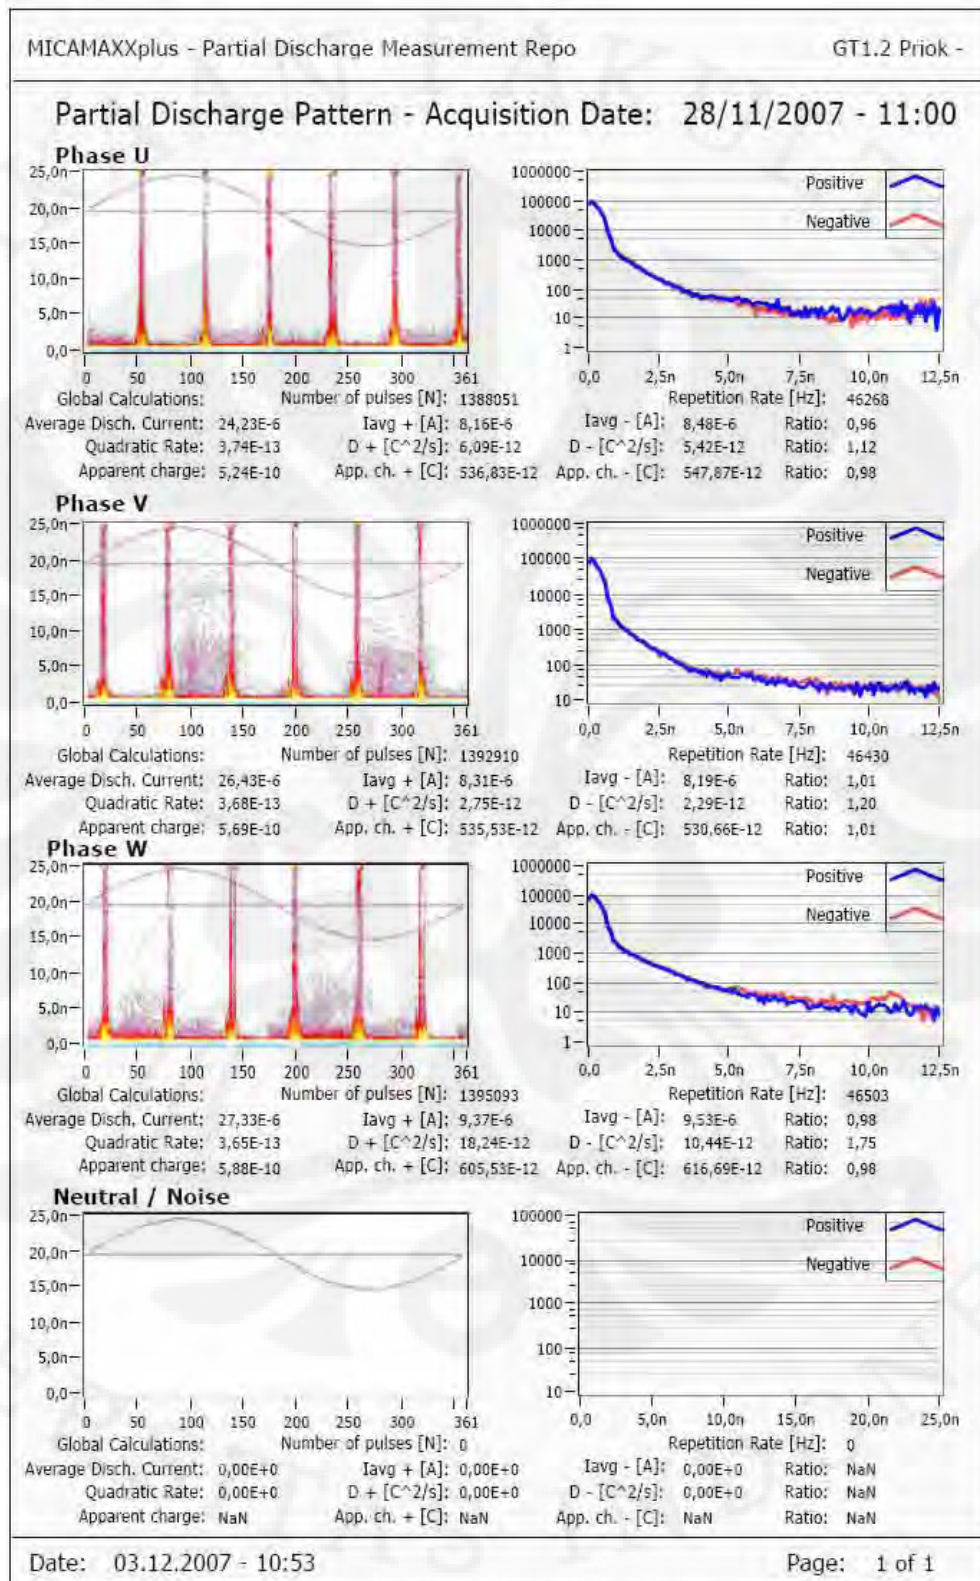 MICAMAXXplus - Partial Discharge Measurement Repo GT1.2 Priok -
Partial Discharge Pattern - Acquisition Date: 28/11/2007 - 11:00
Phase U
25,0n
20,0n
15,0n
10,0n
5,0n
0,0
0 50 100 150 200 250 300 361
1000000
100000
10000
1000
100
10
1
Positive
Negative
0,0 2,5n 5,0n 7,5n 10,0n 12,5n
Global Calculations: Number of pulses [N]: 1388051 Repetition Rate [Hz]: 46268
Average Disch. Current: 24,23E-6 Iavg + [A]: 8,16E-6 Iavg - [A]: 8,48E-6 Ratio: 0,96
Quadratic Rate: 3,74E-13 D + [C^2/s]: 6,09E-12 D - [C^2/s]: 5,42E-12 Ratio: 1,12
Apparent charge: 5,24E-10 App. ch. + [C]: 536,83E-12 App. ch. - [C]: 547,87E-12 Ratio: 0,98
Phase V
25,0n
20,0n
15,0n
10,0n
5,0n
0,0
0 50 100 150 200 250 300 361
1000000
100000
10000
1000
100
10
Positive
Negative
0,0 2,5n 5,0n 7,5n 10,0n 12,5n
Global Calculations: Number of pulses [N]: 1392910 Repetition Rate [Hz]: 46430
Average Disch. Current: 26,43E-6 Iavg + [A]: 8,31E-6 Iavg - [A]: 8,19E-6 Ratio: 1,01
Quadratic Rate: 3,68E-13 D + [C^2/s]: 2,75E-12 D - [C^2/s]: 2,29E-12 Ratio: 1,20
Apparent charge: 5,69E-10 App. ch. + [C]: 535,53E-12 App. ch. - [C]: 530,66E-12 Ratio: 1,01
Phase W
25,0n
20,0n
15,0n
10,0n
5,0n
0,0
0 50 100 150 200 250 300 361
1000000
100000
10000
1000
100
10
1
Positive
Negative
0,0 2,5n 5,0n 7,5n 10,0n 12,5n
Global Calculations: Number of pulses [N]: 1395093 Repetition Rate [Hz]: 46503
Average Disch. Current: 27,33E-6 Iavg + [A]: 9,37E-6 Iavg - [A]: 9,53E-6 Ratio: 0,98
Quadratic Rate: 3,65E-13 D + [C^2/s]: 18,24E-12 D - [C^2/s]: 10,44E-12 Ratio: 1,75
Apparent charge: 5,88E-10 App. ch. + [C]: 605,53E-12 App. ch. - [C]: 616,69E-12 Ratio: 0,98
Neutral / Noise
25,0n
20,0n
15,0n
10,0n
5,0n
0,0
0 50 100 150 200 250 300 361
100000
10000
1000
100
10
Positive
Negative
0,0 5,0n 10,0n 15,0n 20,0n 25,0n
Global Calculations: Number of pulses [N]: 0 Repetition Rate [Hz]: 0
Average Disch. Current: 0,00E+0 Iavg + [A]: 0,00E+0 Iavg - [A]: 0,00E+0 Ratio: NaN
Quadratic Rate: 0,00E+0 D + [C^2/s]: 0,00E+0 D - [C^2/s]: 0,00E+0 Ratio: NaN
Apparent charge: NaN App. ch. + [C]: NaN App. ch. - [C]: NaN Ratio: NaN
Date: 03.12.2007 - 10:53 Page: 1 of 1